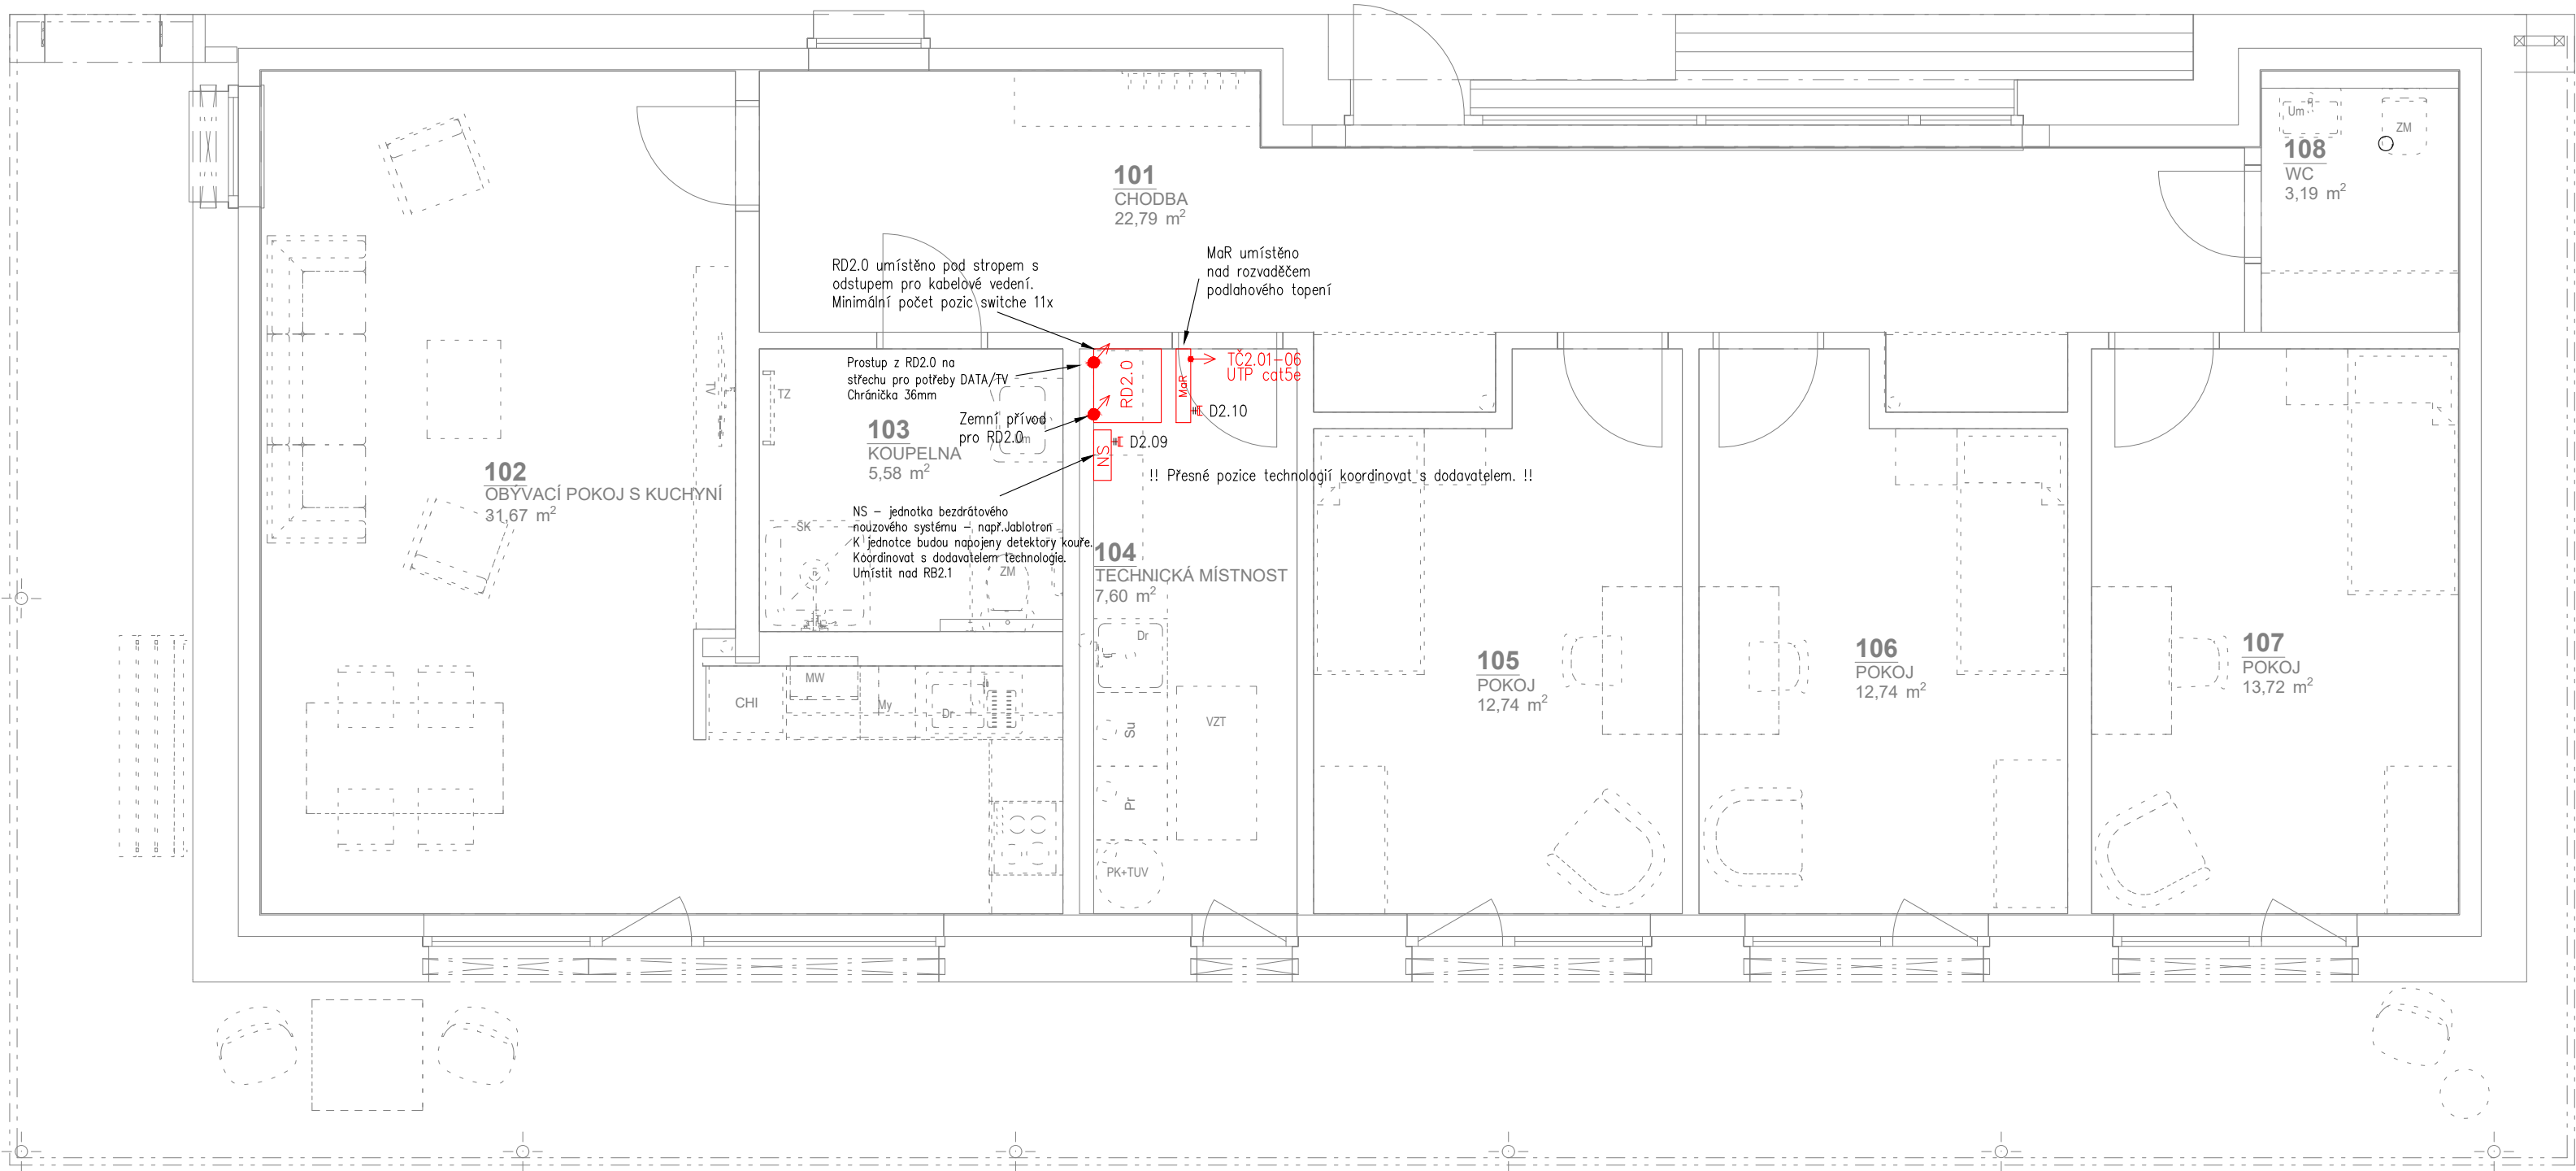 Um
ZM
108
WC
3,19 m²
101
CHODBA
22,79 m²
RD2.0 umístěno pod stropem s
odstupem pro kabelové vedení.
Minimální počet pozic switche 11x
MaR umístěno
nad rozvaděčem
podlahového topení
Prostup z RD2.0 na
střechu pro potřeby DATA/TV
Chránička 36mm
RD2.0
MaR
TČ2.01-06
UTP cat5e
TV
TZ
D2.10
Zemní přívod
pro RD2.0
Um
103
KOUPELNA
5,58 m²
NS
D2.09
!! Přesné pozice technologií koordinovat s dodavatelem. !!
102
OBÝVACÍ POKOJ S KUCHYNÍ
31,67 m²
NS – jednotka bezdrátového
nouzového systému – např.Jablotron
K jednotce budou napojeny detektory kouře.
Koordinovat s dodavatelem technologie.
Umístit nad RB2.1
ŠK
ZM
104
TECHNICKÁ MÍSTNOST
7,60 m²
Dr
105
POKOJ
12,74 m²
106
POKOJ
12,74 m²
107
POKOJ
13,72 m²
CHI
MW
My
Dr
Su
VZT
Pr
PK+TUV